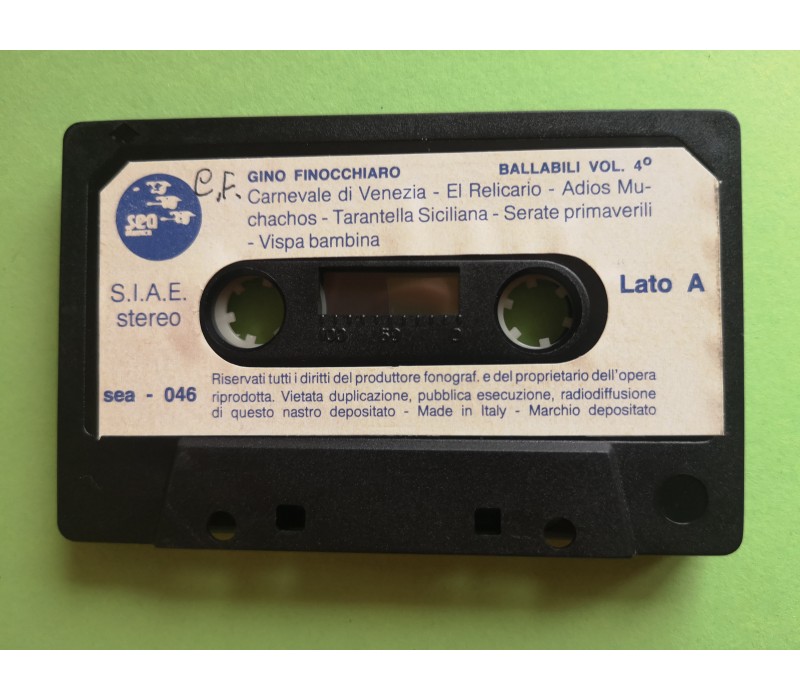 C.F.
GINO FINOCCHIARO BALLABILI VOL. 4º
Carnevale di Venezia - El Relicario - Adios Mu-
chachos - Tarantella Siciliana - Serate primaverili
- Vispa bambina
sea
S.I.A.E.
stereo
Lato A
100 50 0
sea - 046
Riservati tutti i diritti del produttore fonograf. e del proprietario dell'opera
riprodotta. Vietata duplicazione, pubblica esecuzione, radiodiffusione
di questo nastro depositato - Made in Italy - Marchio depositato